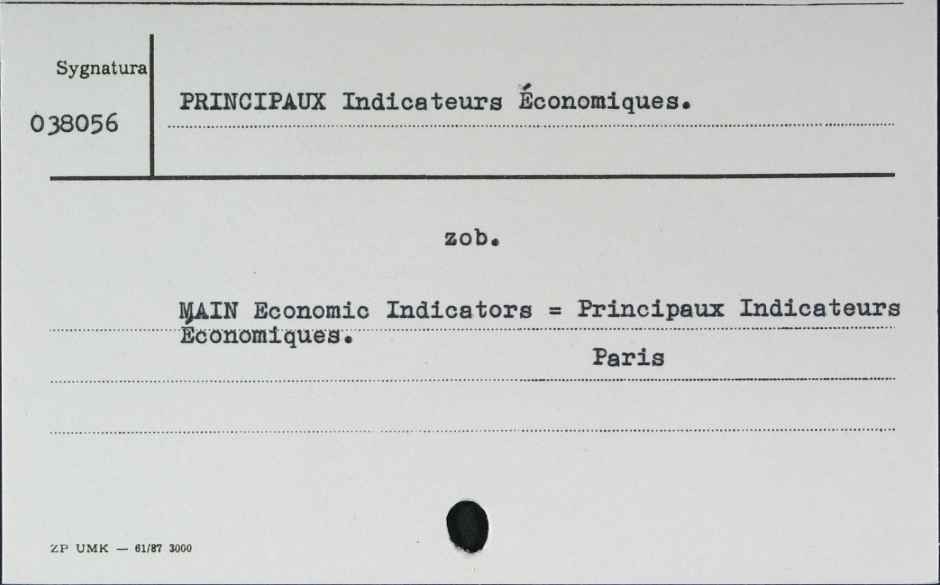 Sygnatura
038056
PRINCIPAUX Indicateurs Économiques.
zob.
MAIN Economic Indicators = Principaux Indicateurs
Économiques.
Paris
ZP UMK — 61/87 3000